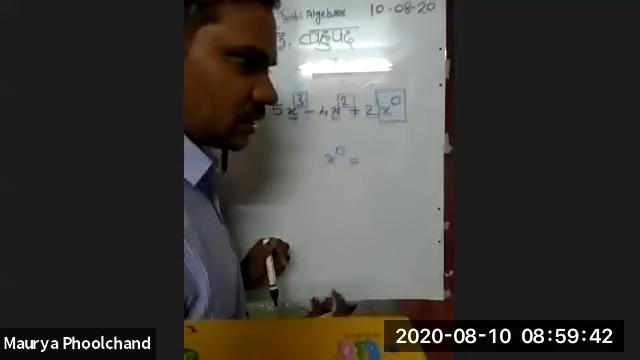 Algebra 10-08-20
बहुपद
5x³ - 4x² + 2x⁰
x⁰ =
Maurya Phoolchand
2020-08-10 08:59:42